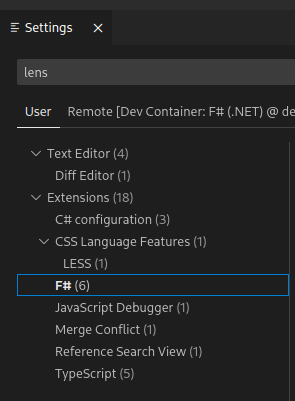 Settings
lens
User Remote [Dev Container: F# (.NET) @ de
Text Editor (4)
Diff Editor (1)
Extensions (18)
C# configuration (3)
CSS Language Features (1)
LESS (1)
F# (6)
JavaScript Debugger (1)
Merge Conflict (1)
Reference Search View (1)
TypeScript (5)